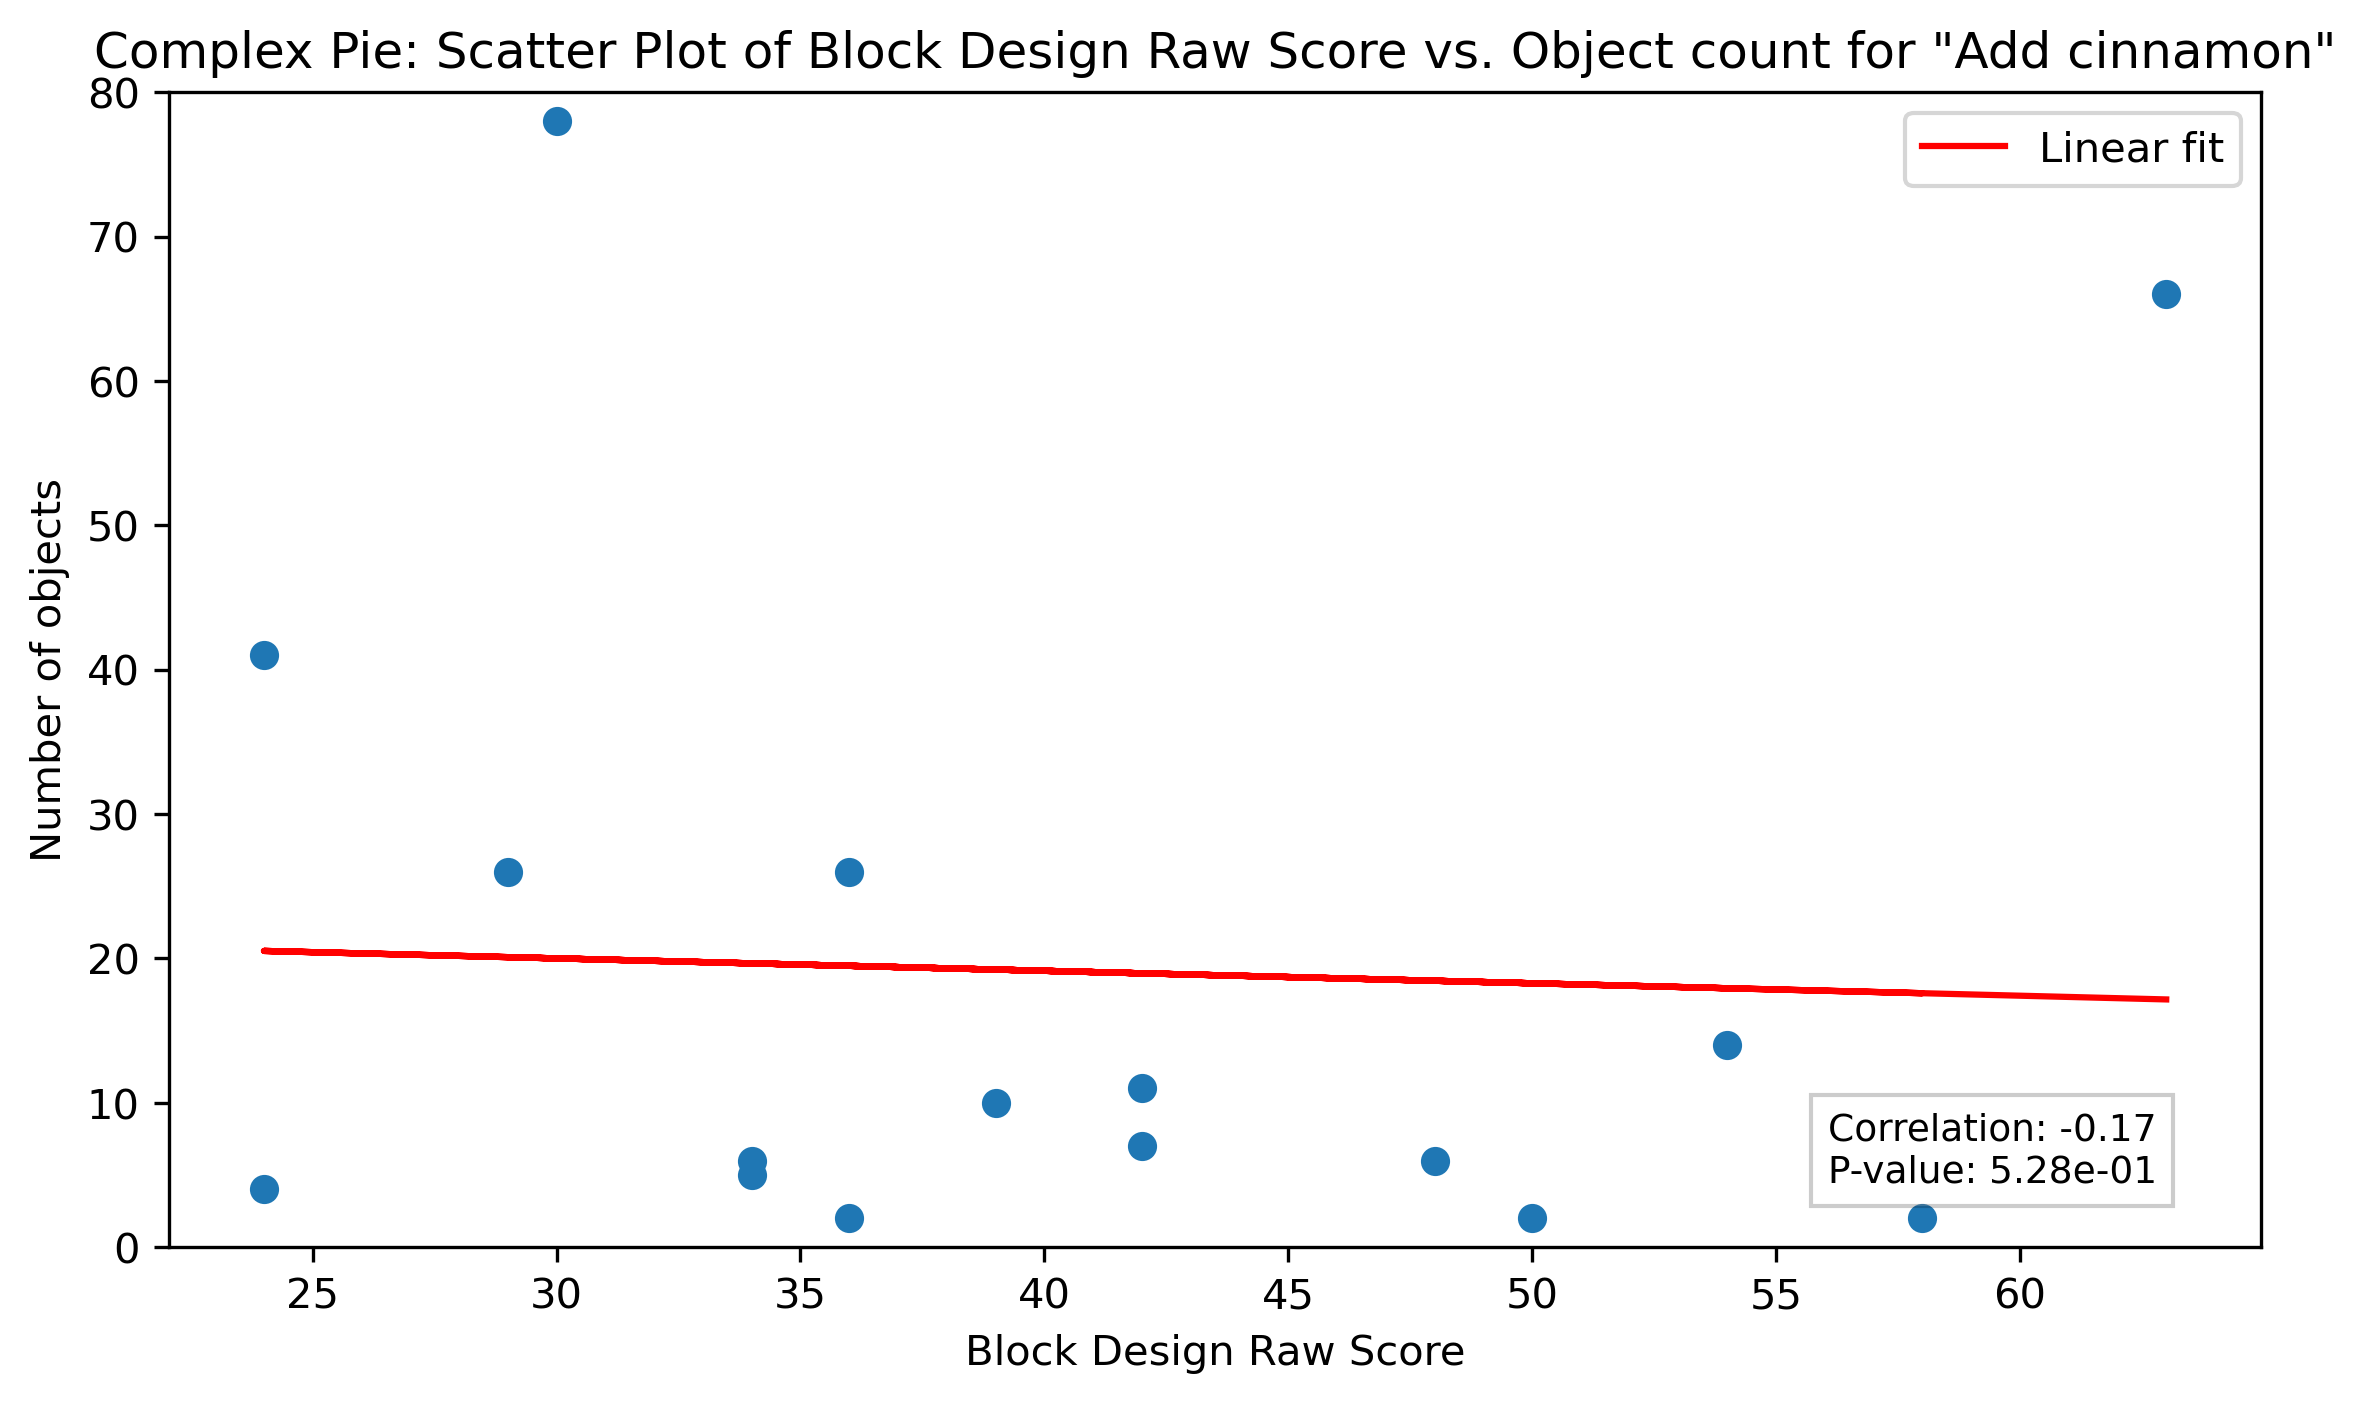 Complex Pie: Scatter Plot of Block Design Raw Score vs. Object count for "Add cinnamon"
Linear fit
80
70
60
50
40
30
20
10
0
Number of objects
Correlation: -0.17
P-value: 5.28e-01
25 30 35 40 45 50 55 60
Block Design Raw Score